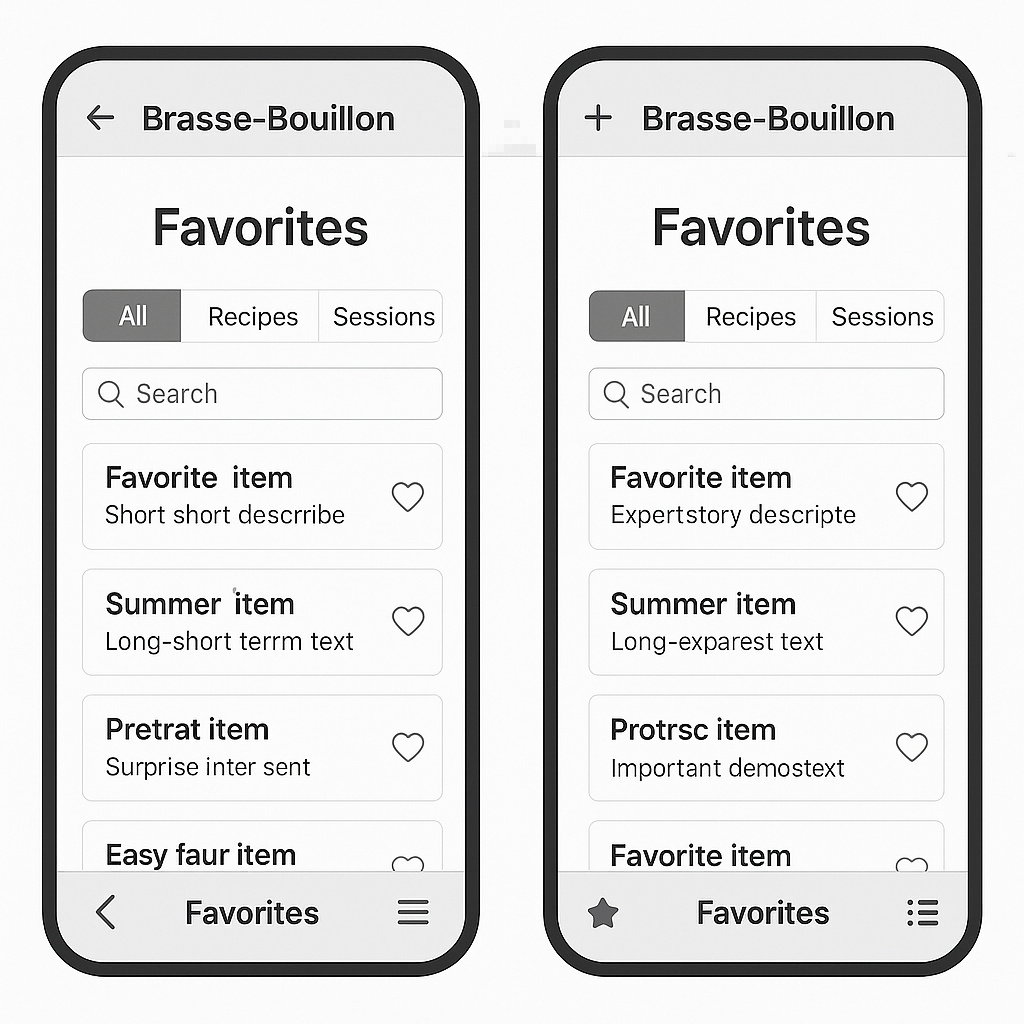 Brasse-Bouillon
Favorites
All Recipes Sessions
Search
Favorite item
Short short descrribe
Summer item
Long-short terrm text
Pretrat item
Surprise inter sent
Easy faur item
Favorites
Brasse-Bouillon
Favorites
All Recipes Sessions
Search
Favorite item
Expertstory descripte
Summer item
Long-exparest text
Protrsc item
Important demostext
Favorite item
Favorites